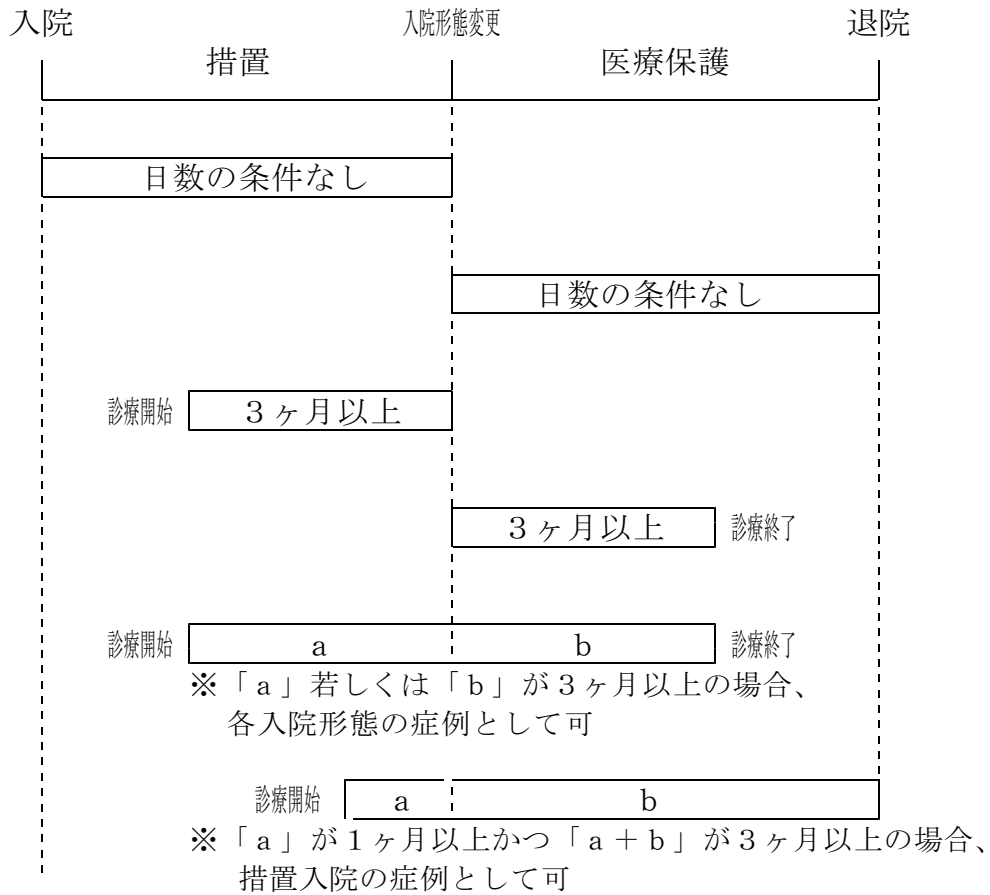 入院 入院形態変更 退院
措置 医療保護
日数の条件なし
日数の条件なし
診療開始 3ヶ月以上
3ヶ月以上 診療終了
診療開始 a b 診療終了
※「a」若しくは「b」が3ヶ月以上の場合、
各入院形態の症例として可
診療開始 a b
※「a」が1ヶ月以上かつ「a+b」が3ヶ月以上の場合、
措置入院の症例として可